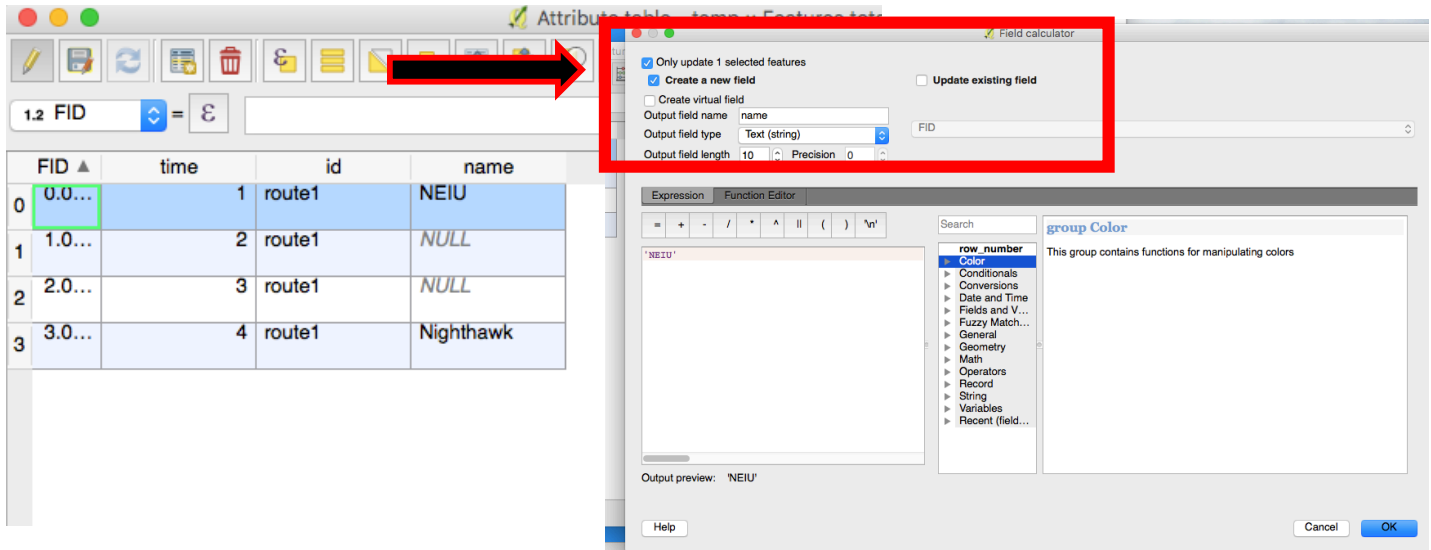 Attribute table
1.2 FID
= ε
FID time id name
0 0.0... 1 route1 NEIU
1 1.0... 2 route1 NULL
2 2.0... 3 route1 NULL
3 3.0... 4 route1 Nighthawk
Field calculator
Only update 1 selected features
Create a new field
Update existing field
Create virtual field
Output field name name
Output field type Text (string)
FID
Output field length 10 Precision 0
Expression Function Editor
= + - / * ^ || ( ) '\n'
'NEIU'
Search
row_number
Color
Conditionals
Conversions
Date and Time
Fields and V...
Fuzzy Match...
General
Geometry
Math
Operators
Record
String
Variables
Recent (field...
group Color
This group contains functions for manipulating colors
Output preview: 'NEIU'
Help
Cancel OK